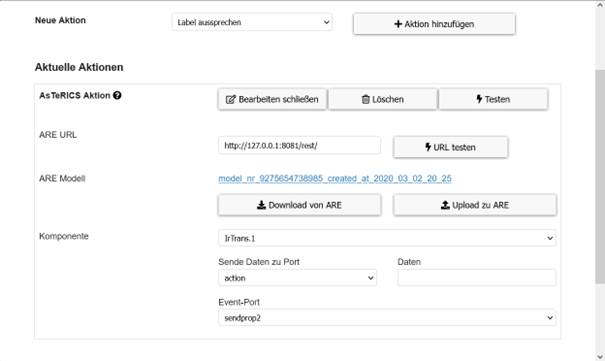 Neue Aktion
Label aussprechen
Aktion hinzufügen
Aktuelle Aktionen
AsTeRICS Aktion
Bearbeiten schließen
Löschen
Testen
ARE URL
http://127.0.0.1:8081/rest/
URL testen
ARE Modell
model_nr_9275654738985_created_at_2020_03_02_20_25
Download von ARE
Upload zu ARE
Komponente
IrTrans.1
Sende Daten zu Port
Daten
action
Event-Port
sendprop2